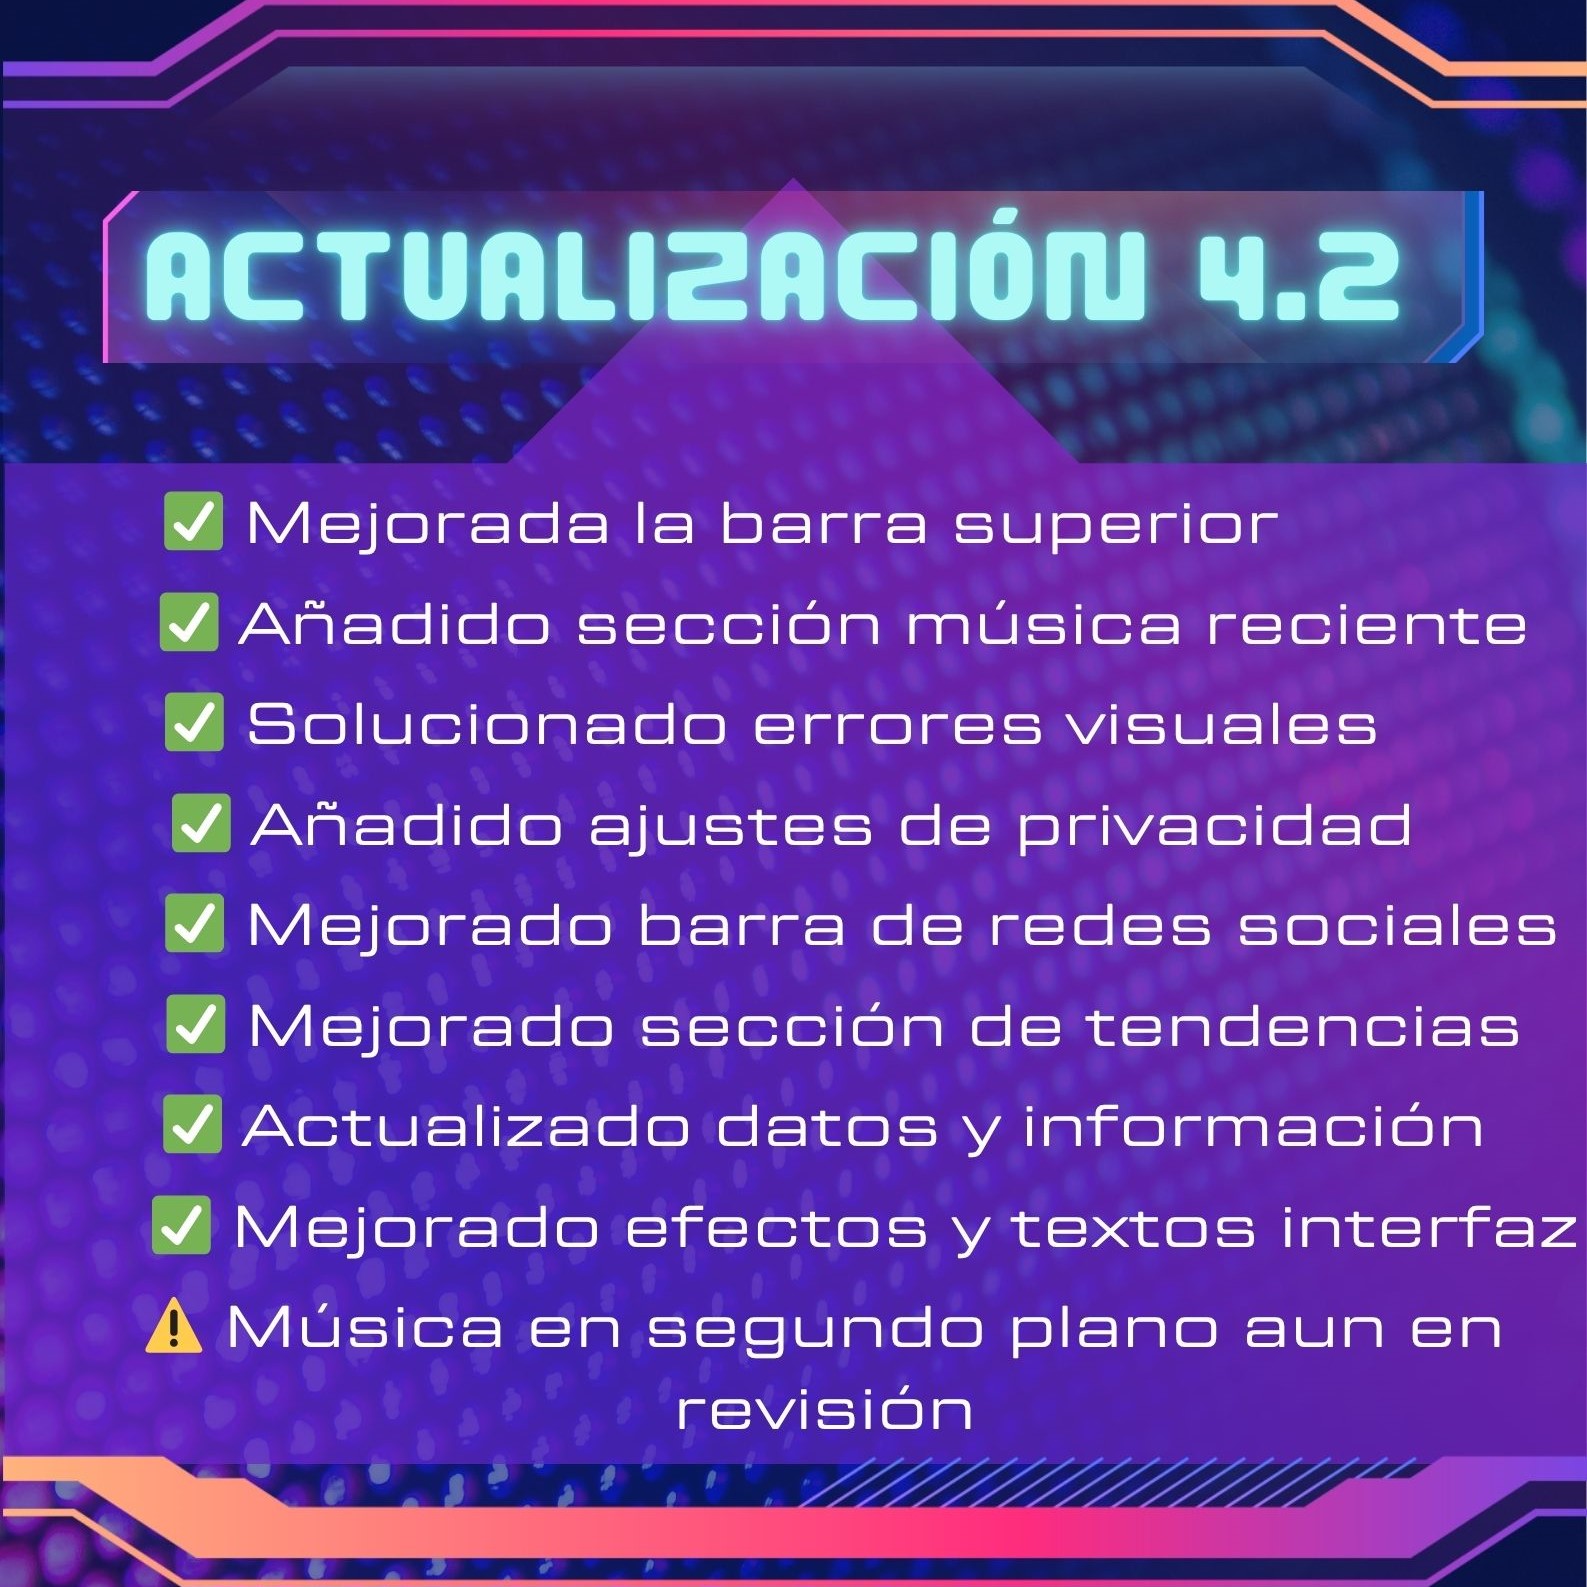 ACTUALIZACIÓN 4.2
✅ Mejorada la barra superior
✅ Añadido sección música reciente
✅ Solucionado errores visuales
✅ Añadido ajustes de privacidad
✅ Mejorado barra de redes sociales
✅ Mejorado sección de tendencias
✅ Actualizado datos y información
✅ Mejorado efectos y textos interfaz
⚠️ Música en segundo plano aun en
revisión